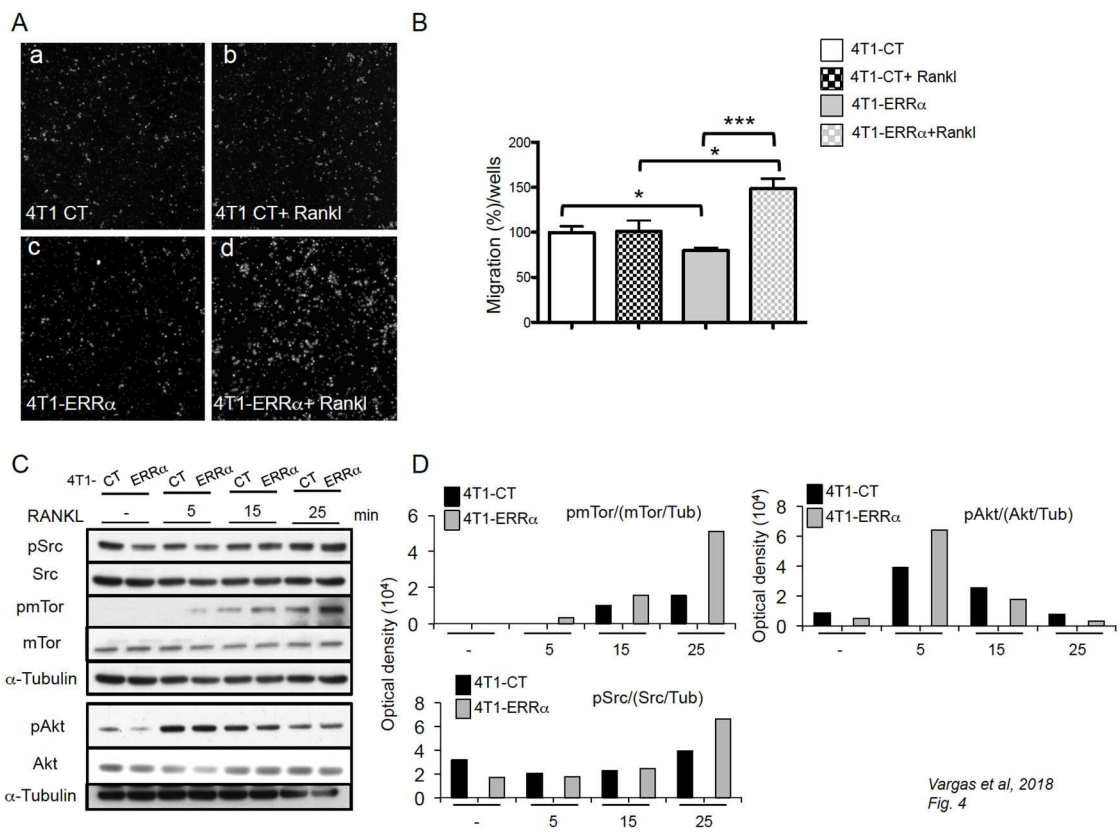 A
a
b
4T1 CT
4T1 CT+ Rankl
c
d
4T1-ERRα
4T1-ERRα+ Rankl
B
4T1-CT
4T1-CT+ Rankl
4T1-ERRα
4T1-ERRα+Rankl
Migration (%)/wells
200
150
100
50
0
***
*
*
C
4T1- CT ERRα CT ERRα CT ERRα CT ERRα
RANKL - 5 15 25 min
pSrc
Src
pmTor
mTor
α-Tubulin
pAkt
Akt
α-Tubulin
D
Optical density (10⁴)
4T1-CT
4T1-ERRα
pmTor/(mTor/Tub)
6
4
2
0
- 5 15 25
Optical density (10⁴)
4T1-CT
4T1-ERRα
pAkt/(Akt/Tub)
8
6
4
2
0
- 5 15 25
4T1-CT
4T1-ERRα
pSrc/(Src/Tub)
8
6
4
2
0
- 5 15 25
Vargas et al, 2018
Fig. 4